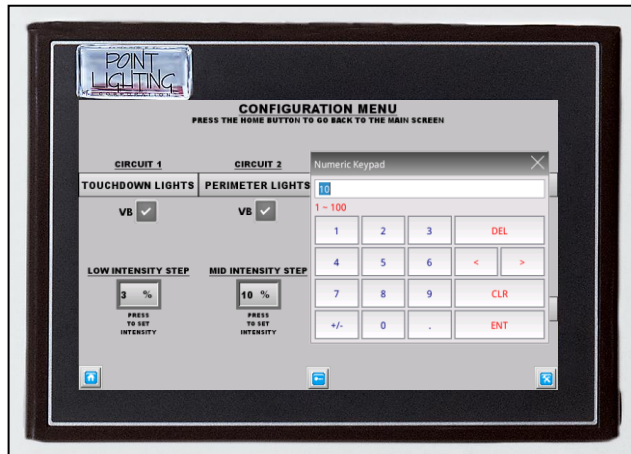 POINT
LIGHTING
CORPORATION
CONFIGURATION MENU
PRESS THE HOME BUTTON TO GO BACK TO THE MAIN SCREEN
CIRCUIT 1
CIRCUIT 2
TOUCHDOWN LIGHTS
PERIMETER LIGHTS
VB
VB
LOW INTENSITY STEP
MID INTENSITY STEP
3 %
10 %
PRESS
TO SET
INTENSITY
PRESS
TO SET
INTENSITY
Numeric Keypad
10
1 ~ 100
1 2 3 DEL
4 5 6 < >
7 8 9 CLR
+/- 0 . ENT